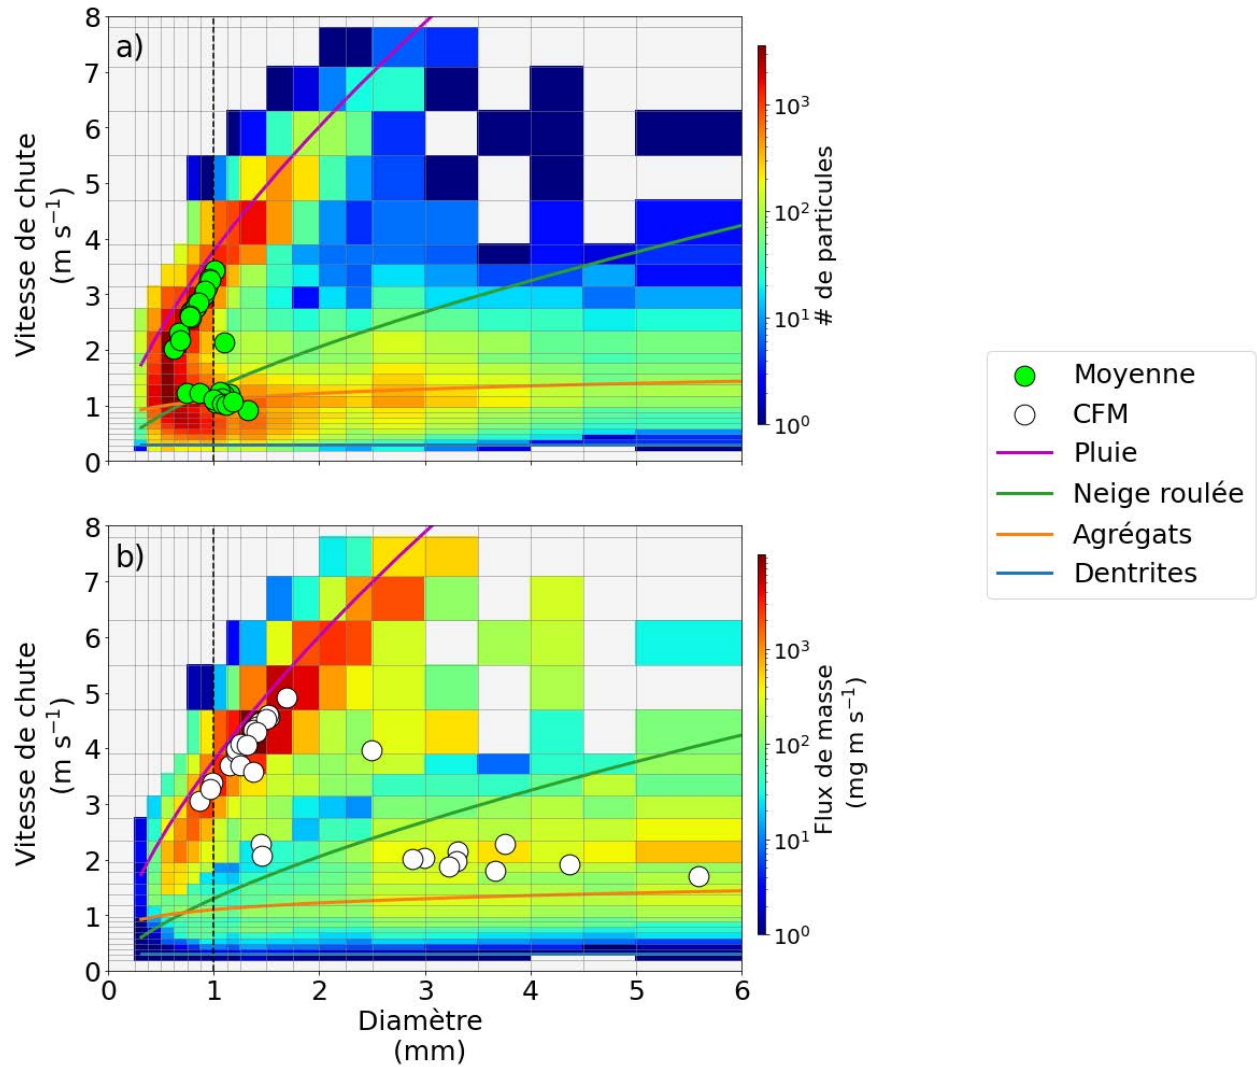 a)
8
7
6
5
4
3
2
1
0
Vitesse de chute
(m s⁻¹)
10³
10²
10¹
10⁰
# de particules
b)
8
7
6
5
4
3
2
1
0
Vitesse de chute
(m s⁻¹)
10³
10²
10¹
10⁰
Flux de masse
(mg m s⁻¹)
0 1 2 3 4 5 6
Diamètre
(mm)
Moyenne
CFM
Pluie
Neige roulée
Agrégats
Dentrites